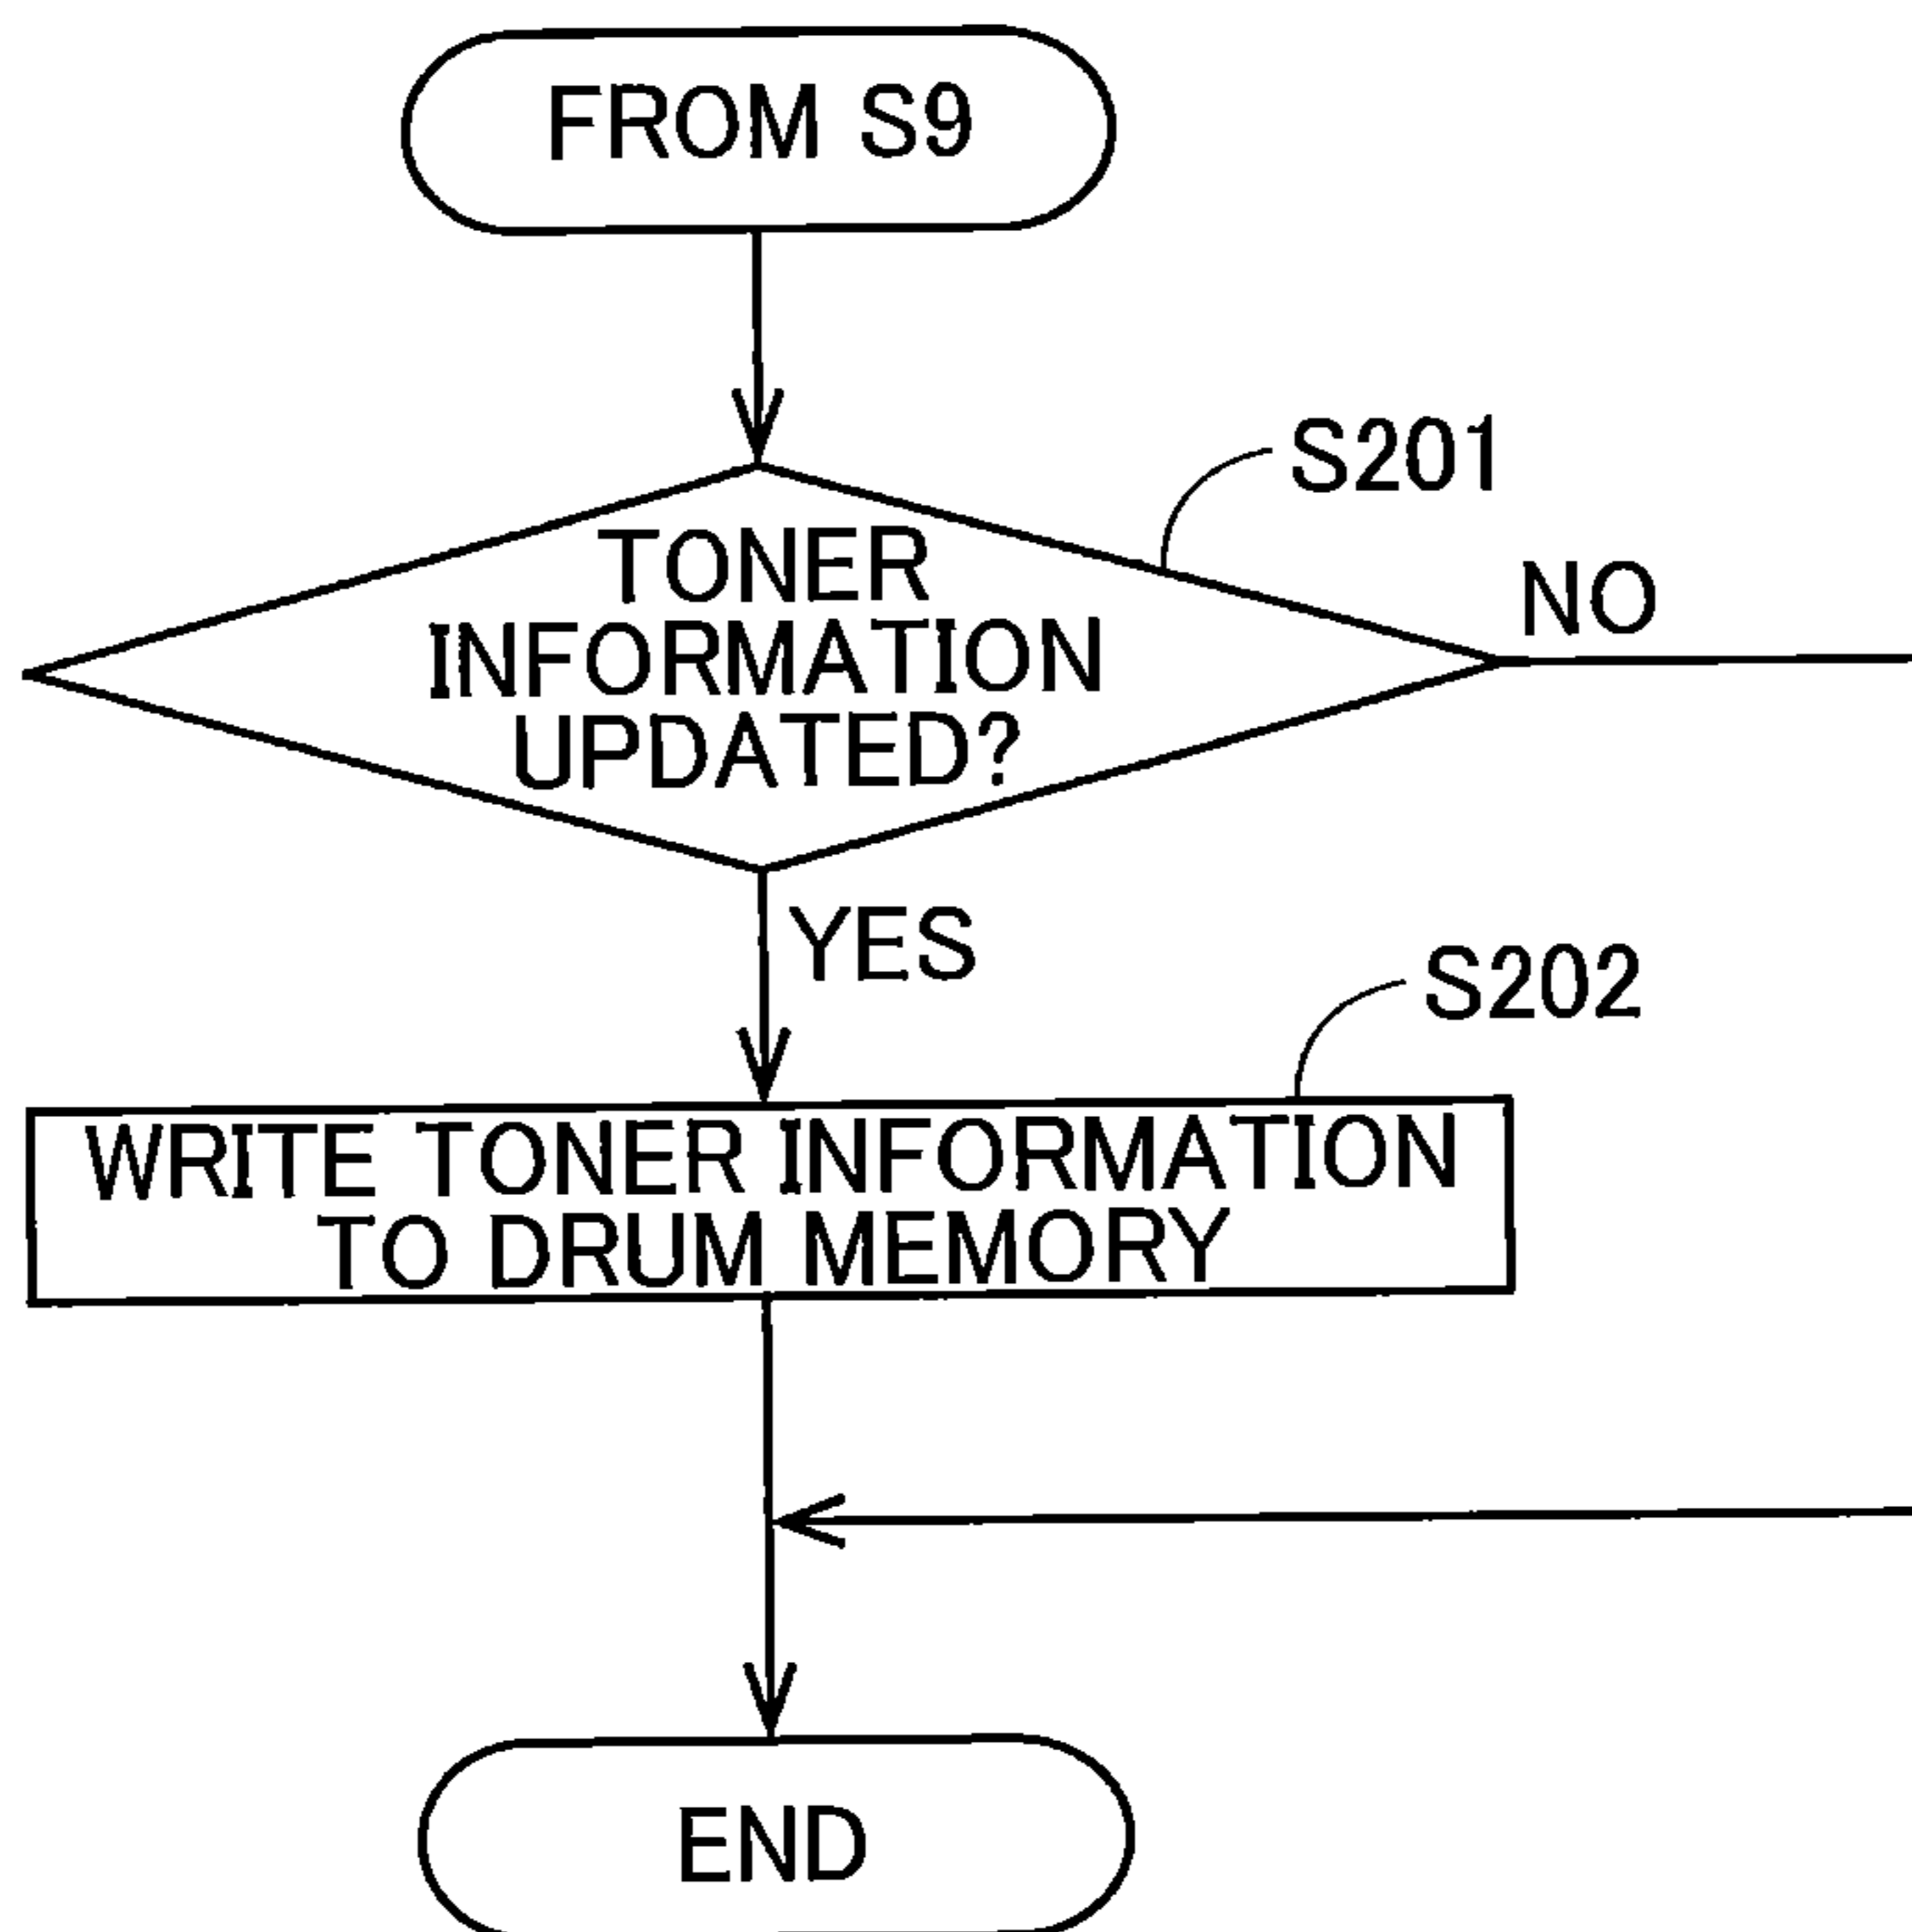 FROM S9
S201
TONER
INFORMATION
UPDATED?
NO
YES
S202
WRITE TONER INFORMATION
TO DRUM MEMORY
END